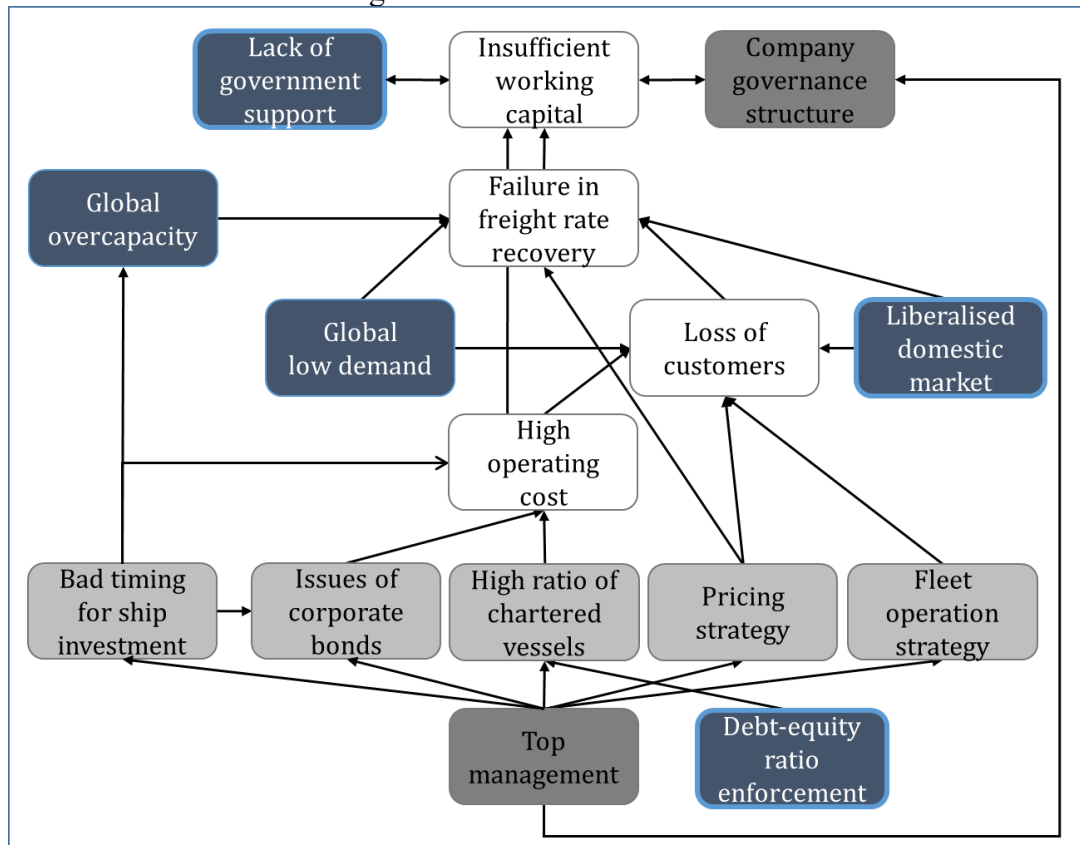 Lack of
government
support
Insufficient
working
capital
Company
governance
structure
Global
overcapacity
Failure in
freight rate
recovery
Global
low demand
Loss of
customers
Liberalised
domestic
market
High
operating
cost
Bad timing
for ship
investment
Issues of
corporate
bonds
High ratio of
chartered
vessels
Pricing
strategy
Fleet
operation
strategy
Top
management
Debt-equity
ratio
enforcement